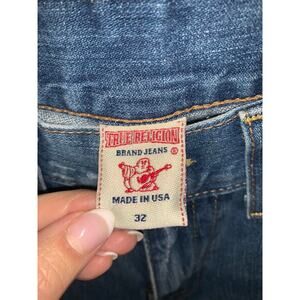 TRUE RELIGION
BRAND JEANS ®
MADE IN USA
32